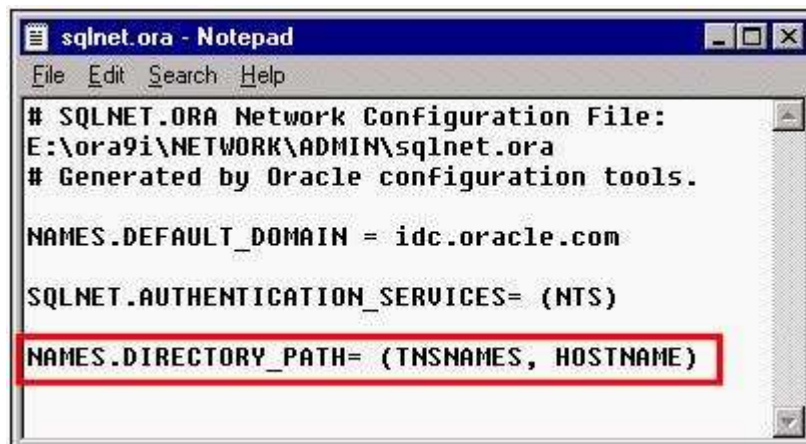 sqlnet.ora - Notepad
File Edit Search Help
# SQLNET.ORA Network Configuration File:
E:\ora9i\NETWORK\ADMIN\sqlnet.ora
# Generated by Oracle configuration tools.
NAMES.DEFAULT_DOMAIN = idc.oracle.com
SQLNET.AUTHENTICATION_SERVICES= (NTS)
NAMES.DIRECTORY_PATH= (TNSNAMES, HOSTNAME)